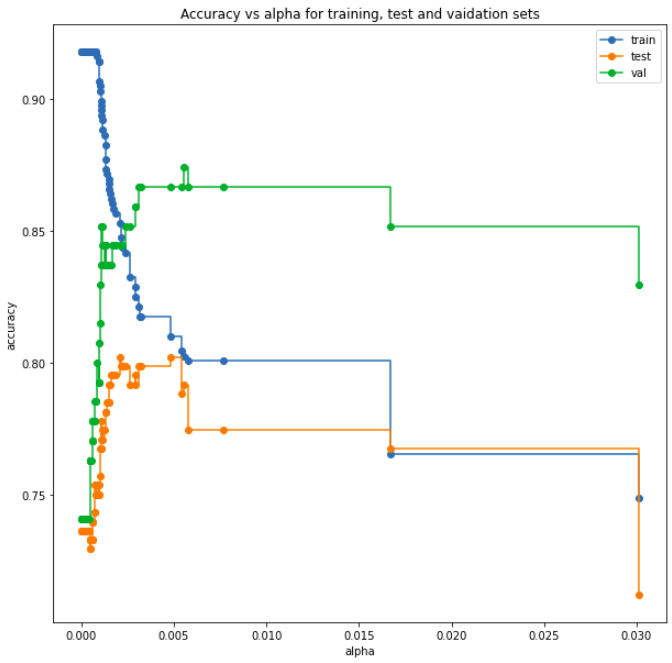 Accuracy vs alpha for training, test and vaidation sets
train
test
val
accuracy
0.90
0.85
0.80
0.75
0.000
0.005
0.010
0.015
0.020
0.025
0.030
alpha